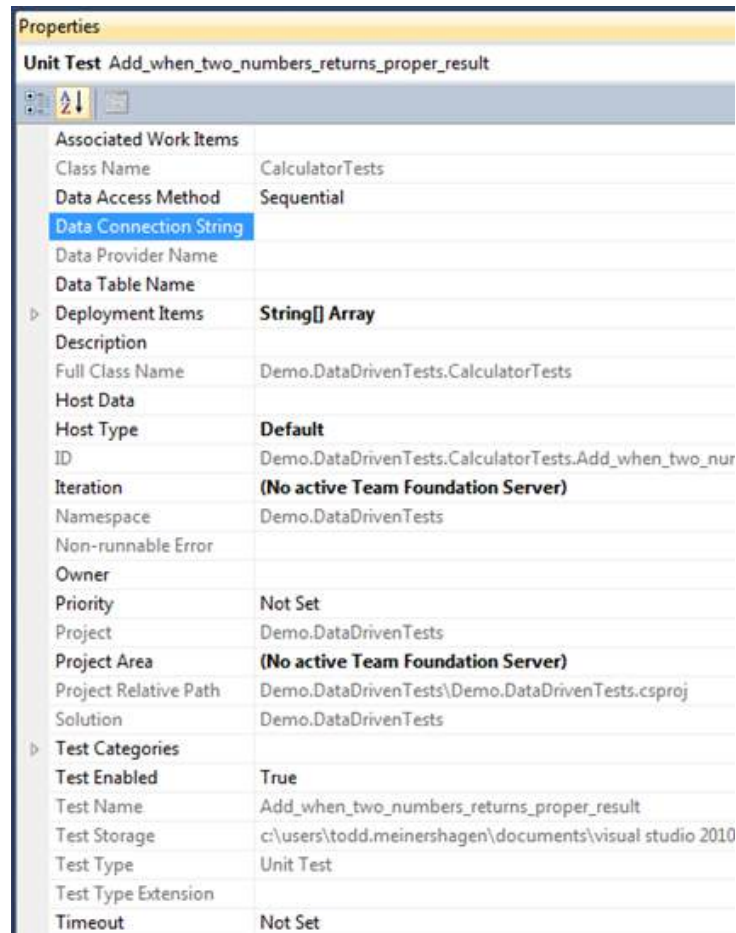 Properties
Unit Test Add_when_two_numbers_returns_proper_result
Associated Work Items
Class Name CalculatorTests
Data Access Method Sequential
Data Connection String
Data Provider Name
Data Table Name
Deployment Items String[] Array
Description
Full Class Name Demo.DataDrivenTests.CalculatorTests
Host Data
Host Type Default
ID Demo.DataDrivenTests.CalculatorTests.Add_when_two_nur
Iteration (No active Team Foundation Server)
Namespace Demo.DataDrivenTests
Non-runnable Error
Owner
Priority Not Set
Project Demo.DataDrivenTests
Project Area (No active Team Foundation Server)
Project Relative Path Demo.DataDrivenTests\Demo.DataDrivenTests.csproj
Solution Demo.DataDrivenTests
Test Categories
Test Enabled True
Test Name Add_when_two_numbers_returns_proper_result
Test Storage c:\users\todd.meinershagen\documents\visual studio 2010
Test Type Unit Test
Test Type Extension
Timeout Not Set